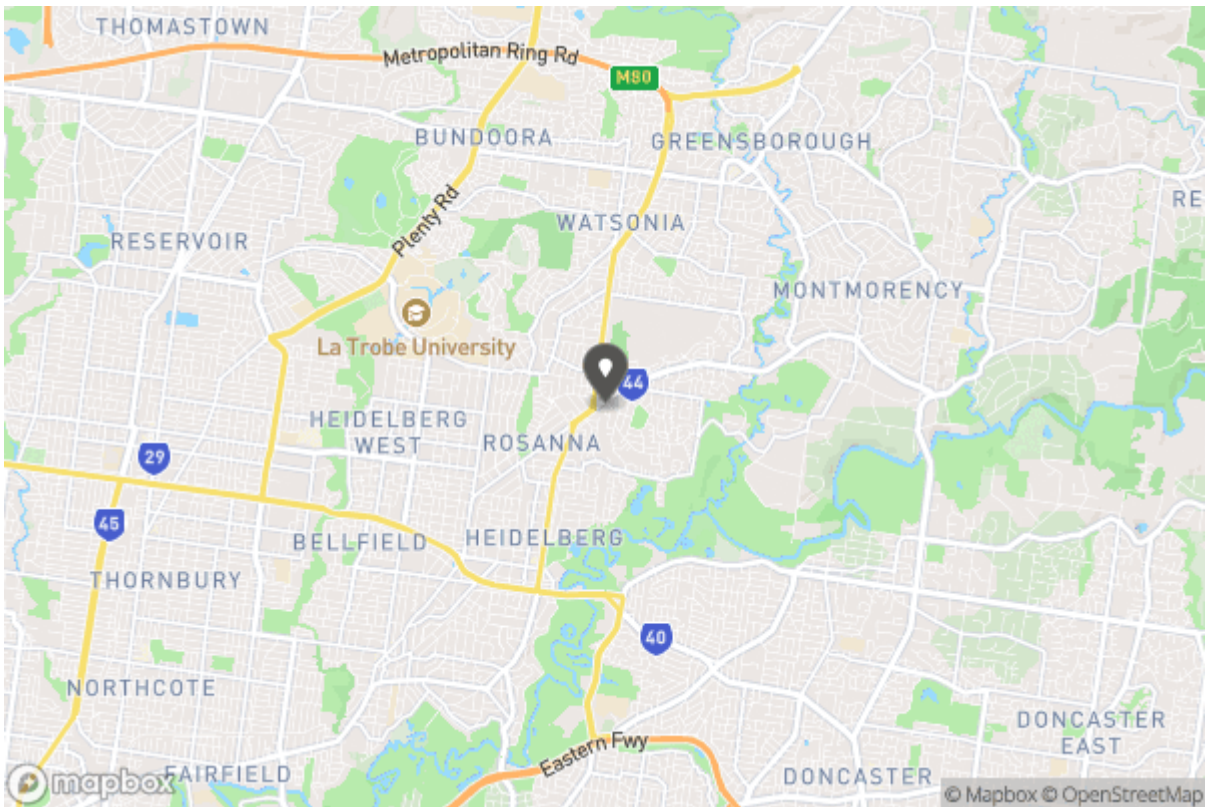 THOMASTOWN
Metropolitan Ring Rd
M80
BUNDOORA
GREENSBOROUGH
Plenty Rd
RE
WATSONIA
RESERVOIR
MONTMORENCY
La Trobe University
44
HEIDELBERG
WEST
ROSANNA
29
45
BELLFIELD
HEIDELBERG
THORNBURY
40
NORTHCOTE
DONCASTER
EAST
Eastern Fwy
FAIRFIELD
DONCASTER
mapbox
© Mapbox © OpenStreetMap